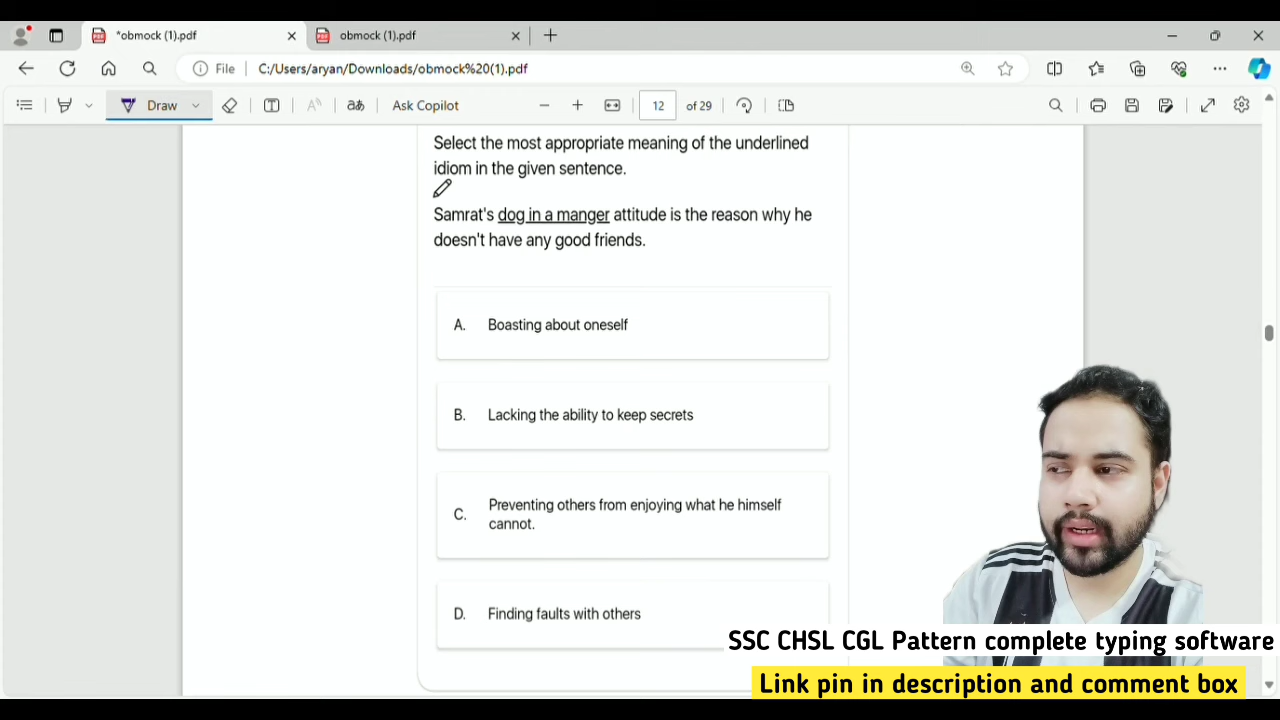 *obmock (1).pdf
obmock (1).pdf
File
C:/Users/aryan/Downloads/obmock%20(1).pdf
Draw
Ask Copilot
12 of 29
Select the most appropriate meaning of the underlined
idiom in the given sentence.
Samrat's dog in a manger attitude is the reason why he
doesn't have any good friends.
A. Boasting about oneself
B. Lacking the ability to keep secrets
C. Preventing others from enjoying what he himself
cannot.
D. Finding faults with others
SSC CHSL CGL Pattern complete typing software
Link pin in description and comment box